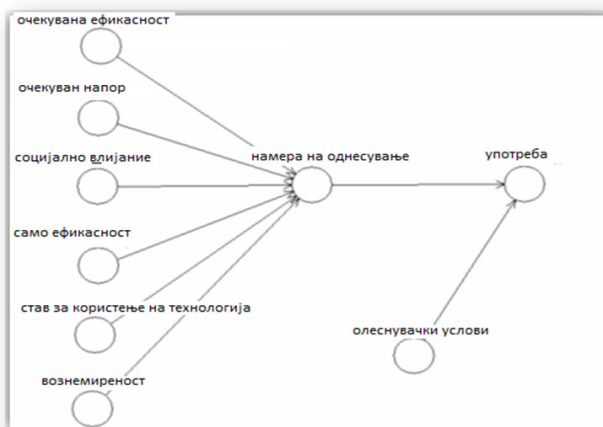 очекувана ефикасност
очекуван напор
социјално влијание
намера на однесување
употреба
само ефикасност
став за користење на технологија
олеснувачки услови
вознемиреност